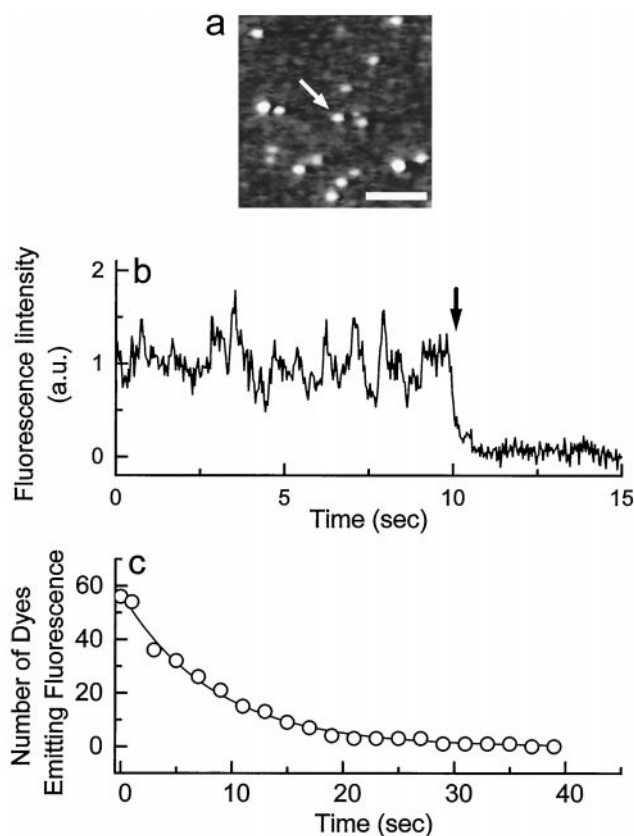 a
b
Fluorescence Iintensity
(a.u.)
2
1
0
0
5
10
15
Time (sec)
c
Number of Dyes
Emitting Fluorescence
60
40
20
0
0
10
20
30
40
Time (sec)